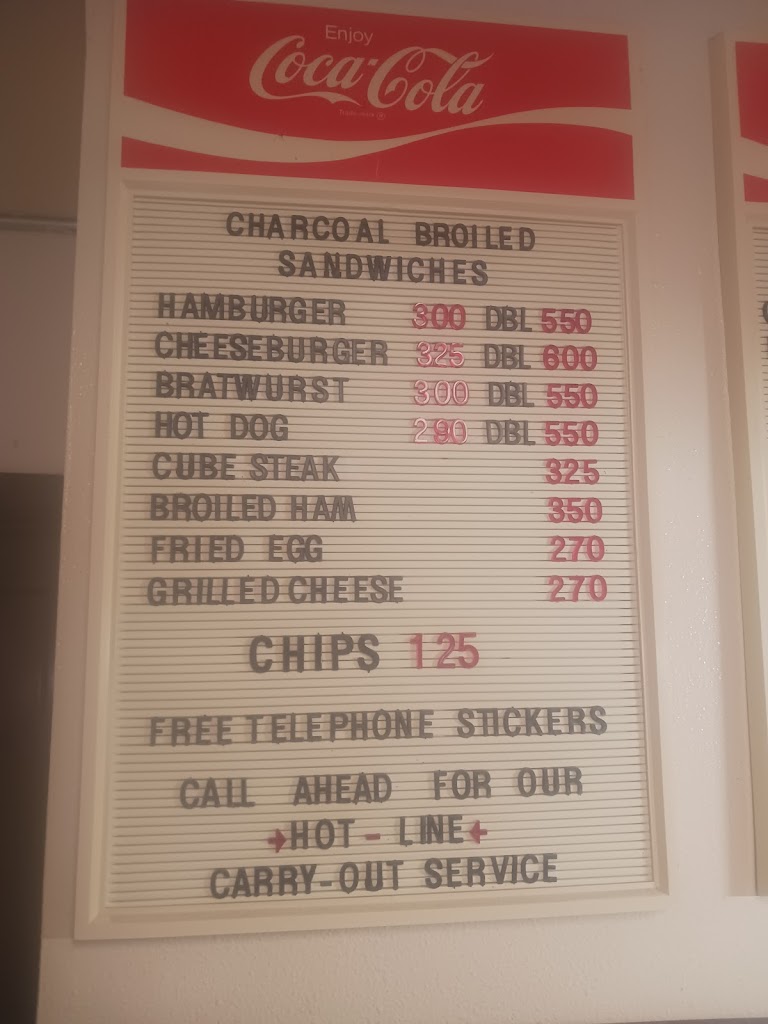 Enjoy
Coca-Cola
CHARCOAL BROILED
SANDWICHES
HAMBURGER 300 DBL 550
CHEESEBURGER 325 DBL 600
BRATWURST 300 DBL 550
HOT DOG 290 DBL 550
CUBE STEAK 325
BROILED HAM 350
FRIED EGG 270
GRILLED CHEESE 270
CHIPS 125
FREE TELEPHONE STICKERS
CALL AHEAD FOR OUR
→HOT - LINE←
CARRY-OUT SERVICE